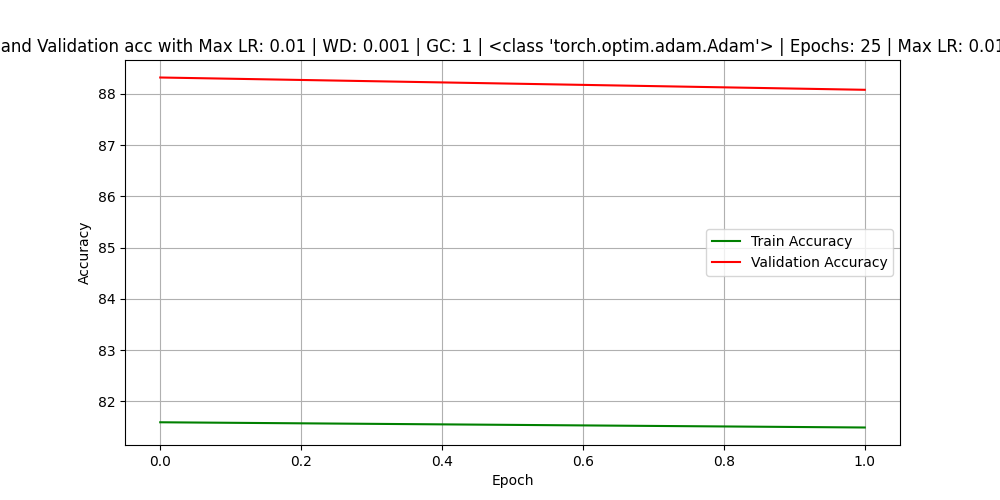 and Validation acc with Max LR: 0.01 | WD: 0.001 | GC: 1 | <class 'torch.optim.adam.Adam'> | Epochs: 25 | Max LR: 0.01
88
87
86
85
84
83
82
Accuracy
Train Accuracy
Validation Accuracy
0.0 0.2 0.4 0.6 0.8 1.0
Epoch